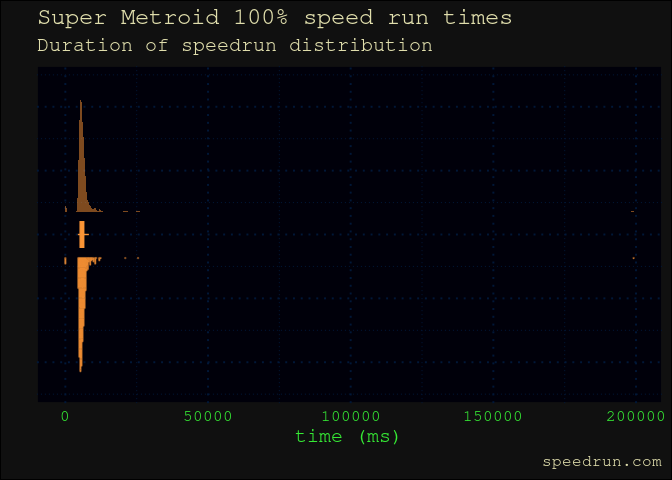 Super Metroid 100% speed run times
Duration of speedrun distribution
0 50000 100000 150000 200000
time (ms)
speedrun.com